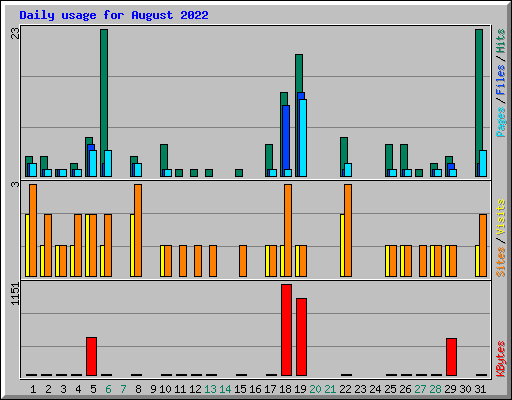 Daily usage for August 2022
23
3
1151
Pages / Files / Hits
Sites / Visits
KBytes
1 2 3 4 5 6 7 8 9 10 11 12 13 14 15 16 17 18 19 20 21 22 23 24 25 26 27 28 29 30 31